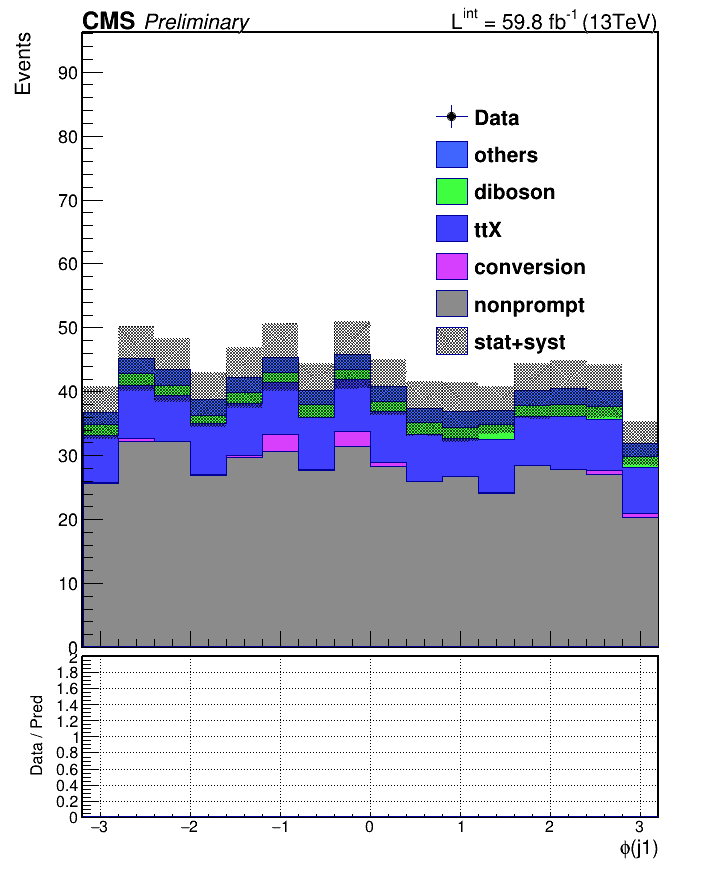 CMS Preliminary L^int = 59.8 fb^-1 (13TeV)
Events
90
80
70
60
50
40
30
20
10
0
Data
others
diboson
ttX
conversion
nonprompt
stat+syst
Data / Pred
2
1.8
1.6
1.4
1.2
1
0.8
0.6
0.4
0.2
0
−3 −2 −1 0 1 2 3
ϕ(j1)